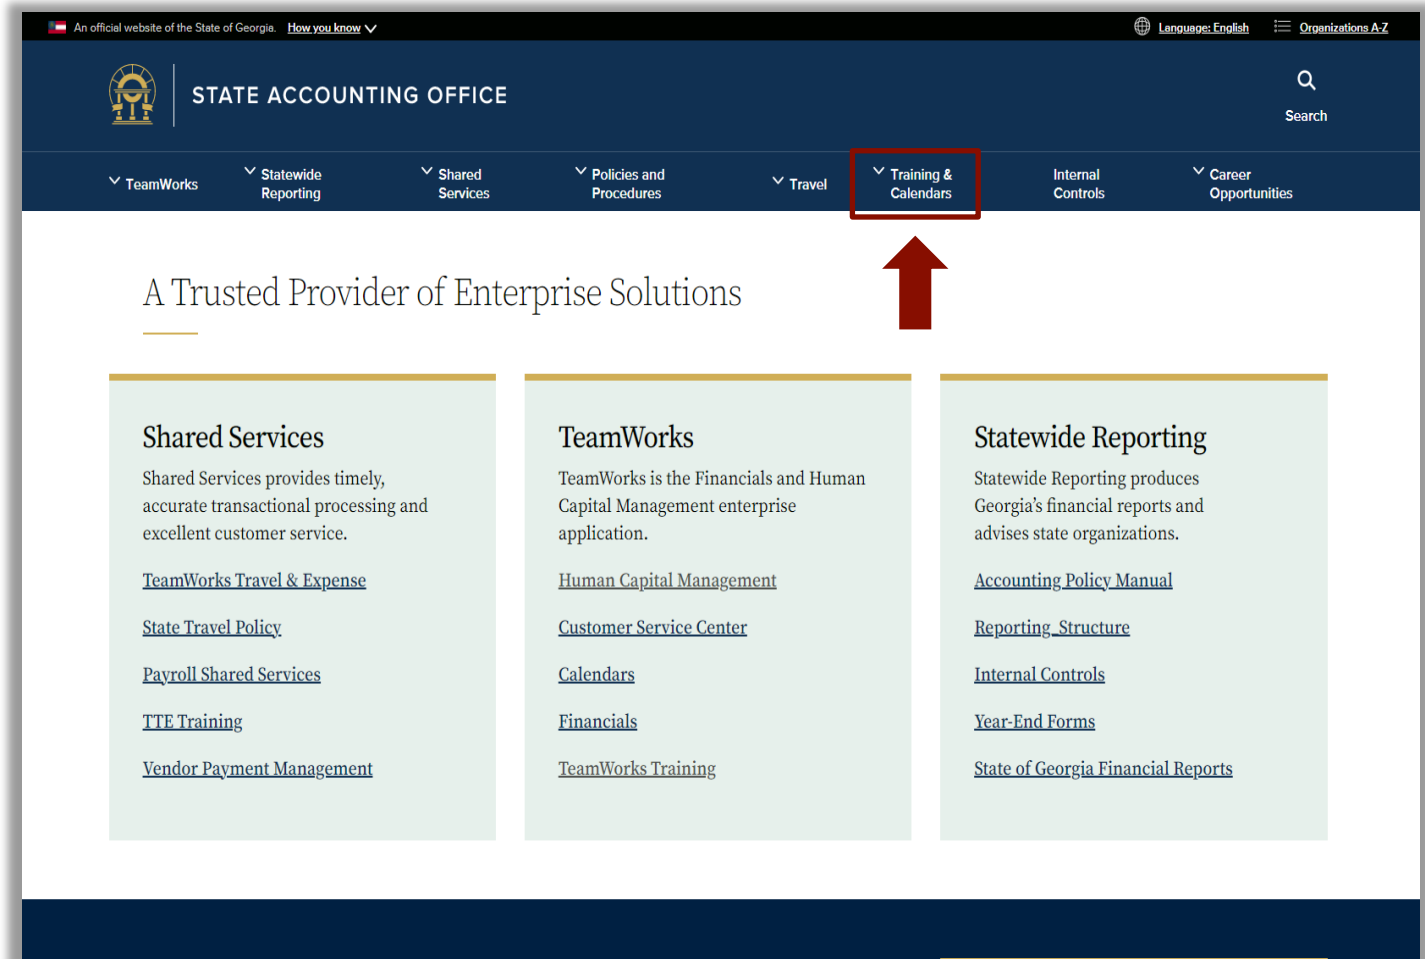 An official website of the State of Georgia. How you know
Language: English
Organizations A-Z
STATE ACCOUNTING OFFICE
Search
TeamWorks
Statewide
Reporting
Shared
Services
Policies and
Procedures
Travel
Training &
Calendars
Internal
Controls
Career
Opportunities
A Trusted Provider of Enterprise Solutions
Shared Services
Shared Services provides timely,
accurate transactional processing and
excellent customer service.
TeamWorks Travel & Expense
State Travel Policy
Payroll Shared Services
TTE Training
Vendor Payment Management
TeamWorks
TeamWorks is the Financials and Human
Capital Management enterprise
application.
Human Capital Management
Customer Service Center
Calendars
Financials
TeamWorks Training
Statewide Reporting
Statewide Reporting produces
Georgia’s financial reports and
advises state organizations.
Accounting Policy Manual
Reporting_Structure
Internal Controls
Year-End Forms
State of Georgia Financial Reports